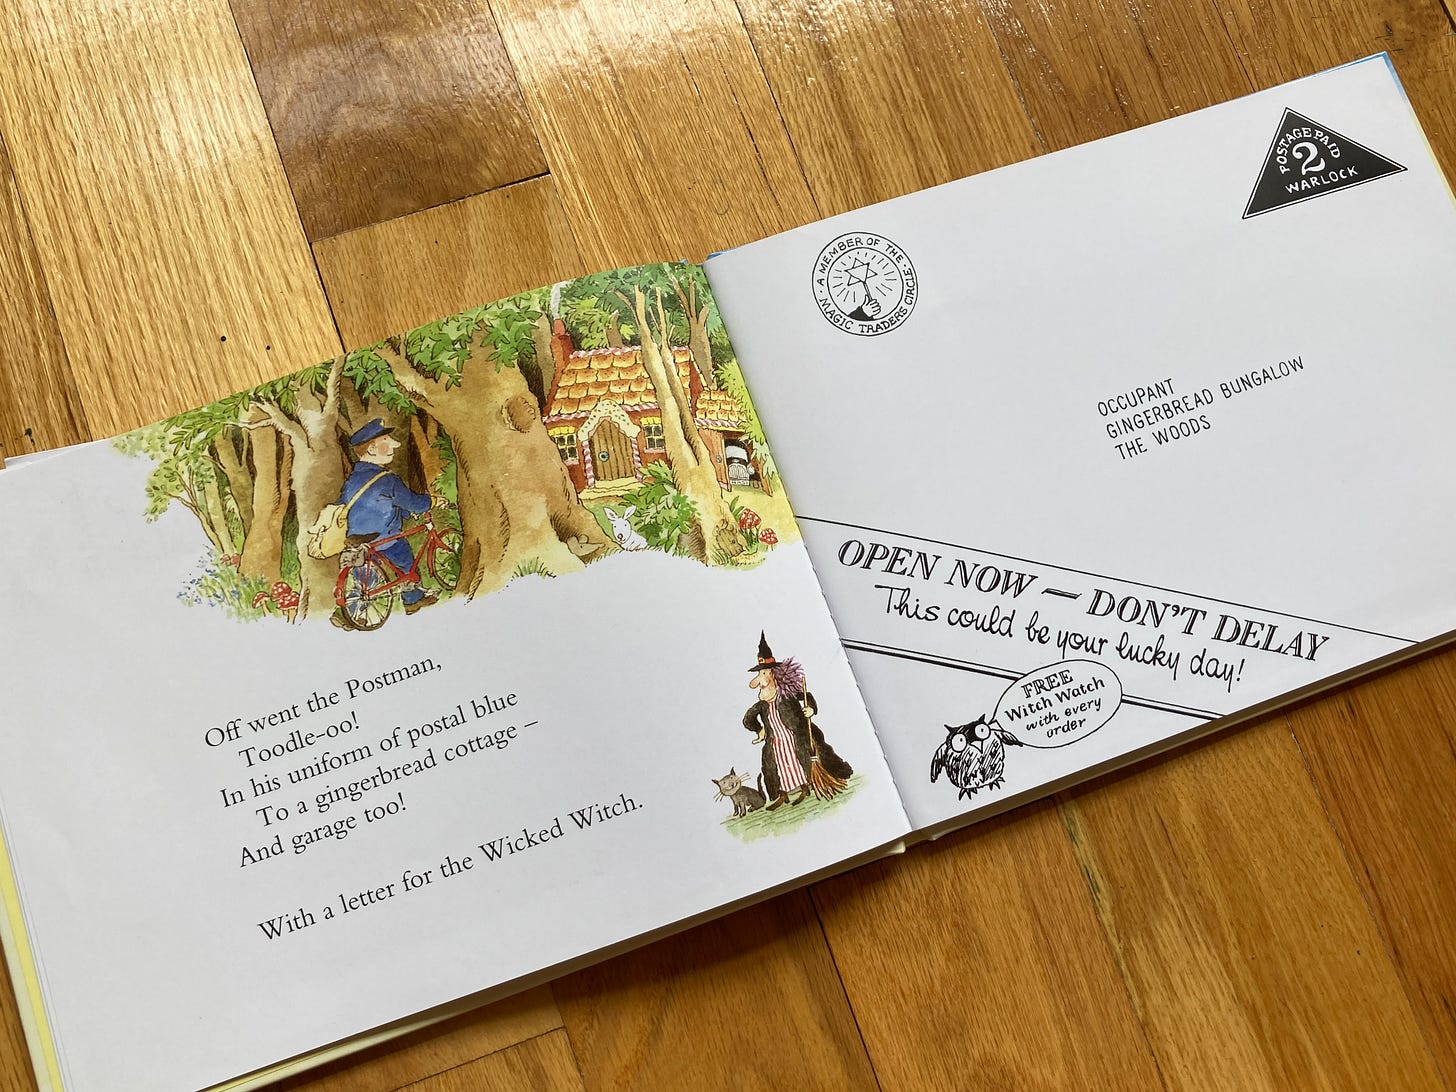 Off went the Postman,
Toodle-oo!
In his uniform of postal blue
To a gingerbread cottage –
And garage too!
With a letter for the Wicked Witch.
POSTAGE PAID
2
WARLOCK
· A MEMBER OF THE ·
MAGIC TRADERS CIRCLE
OCCUPANT
GINGERBREAD BUNGALOW
THE WOODS
OPEN NOW — DON'T DELAY
This could be your lucky day!
FREE
Witch Watch
with every
order